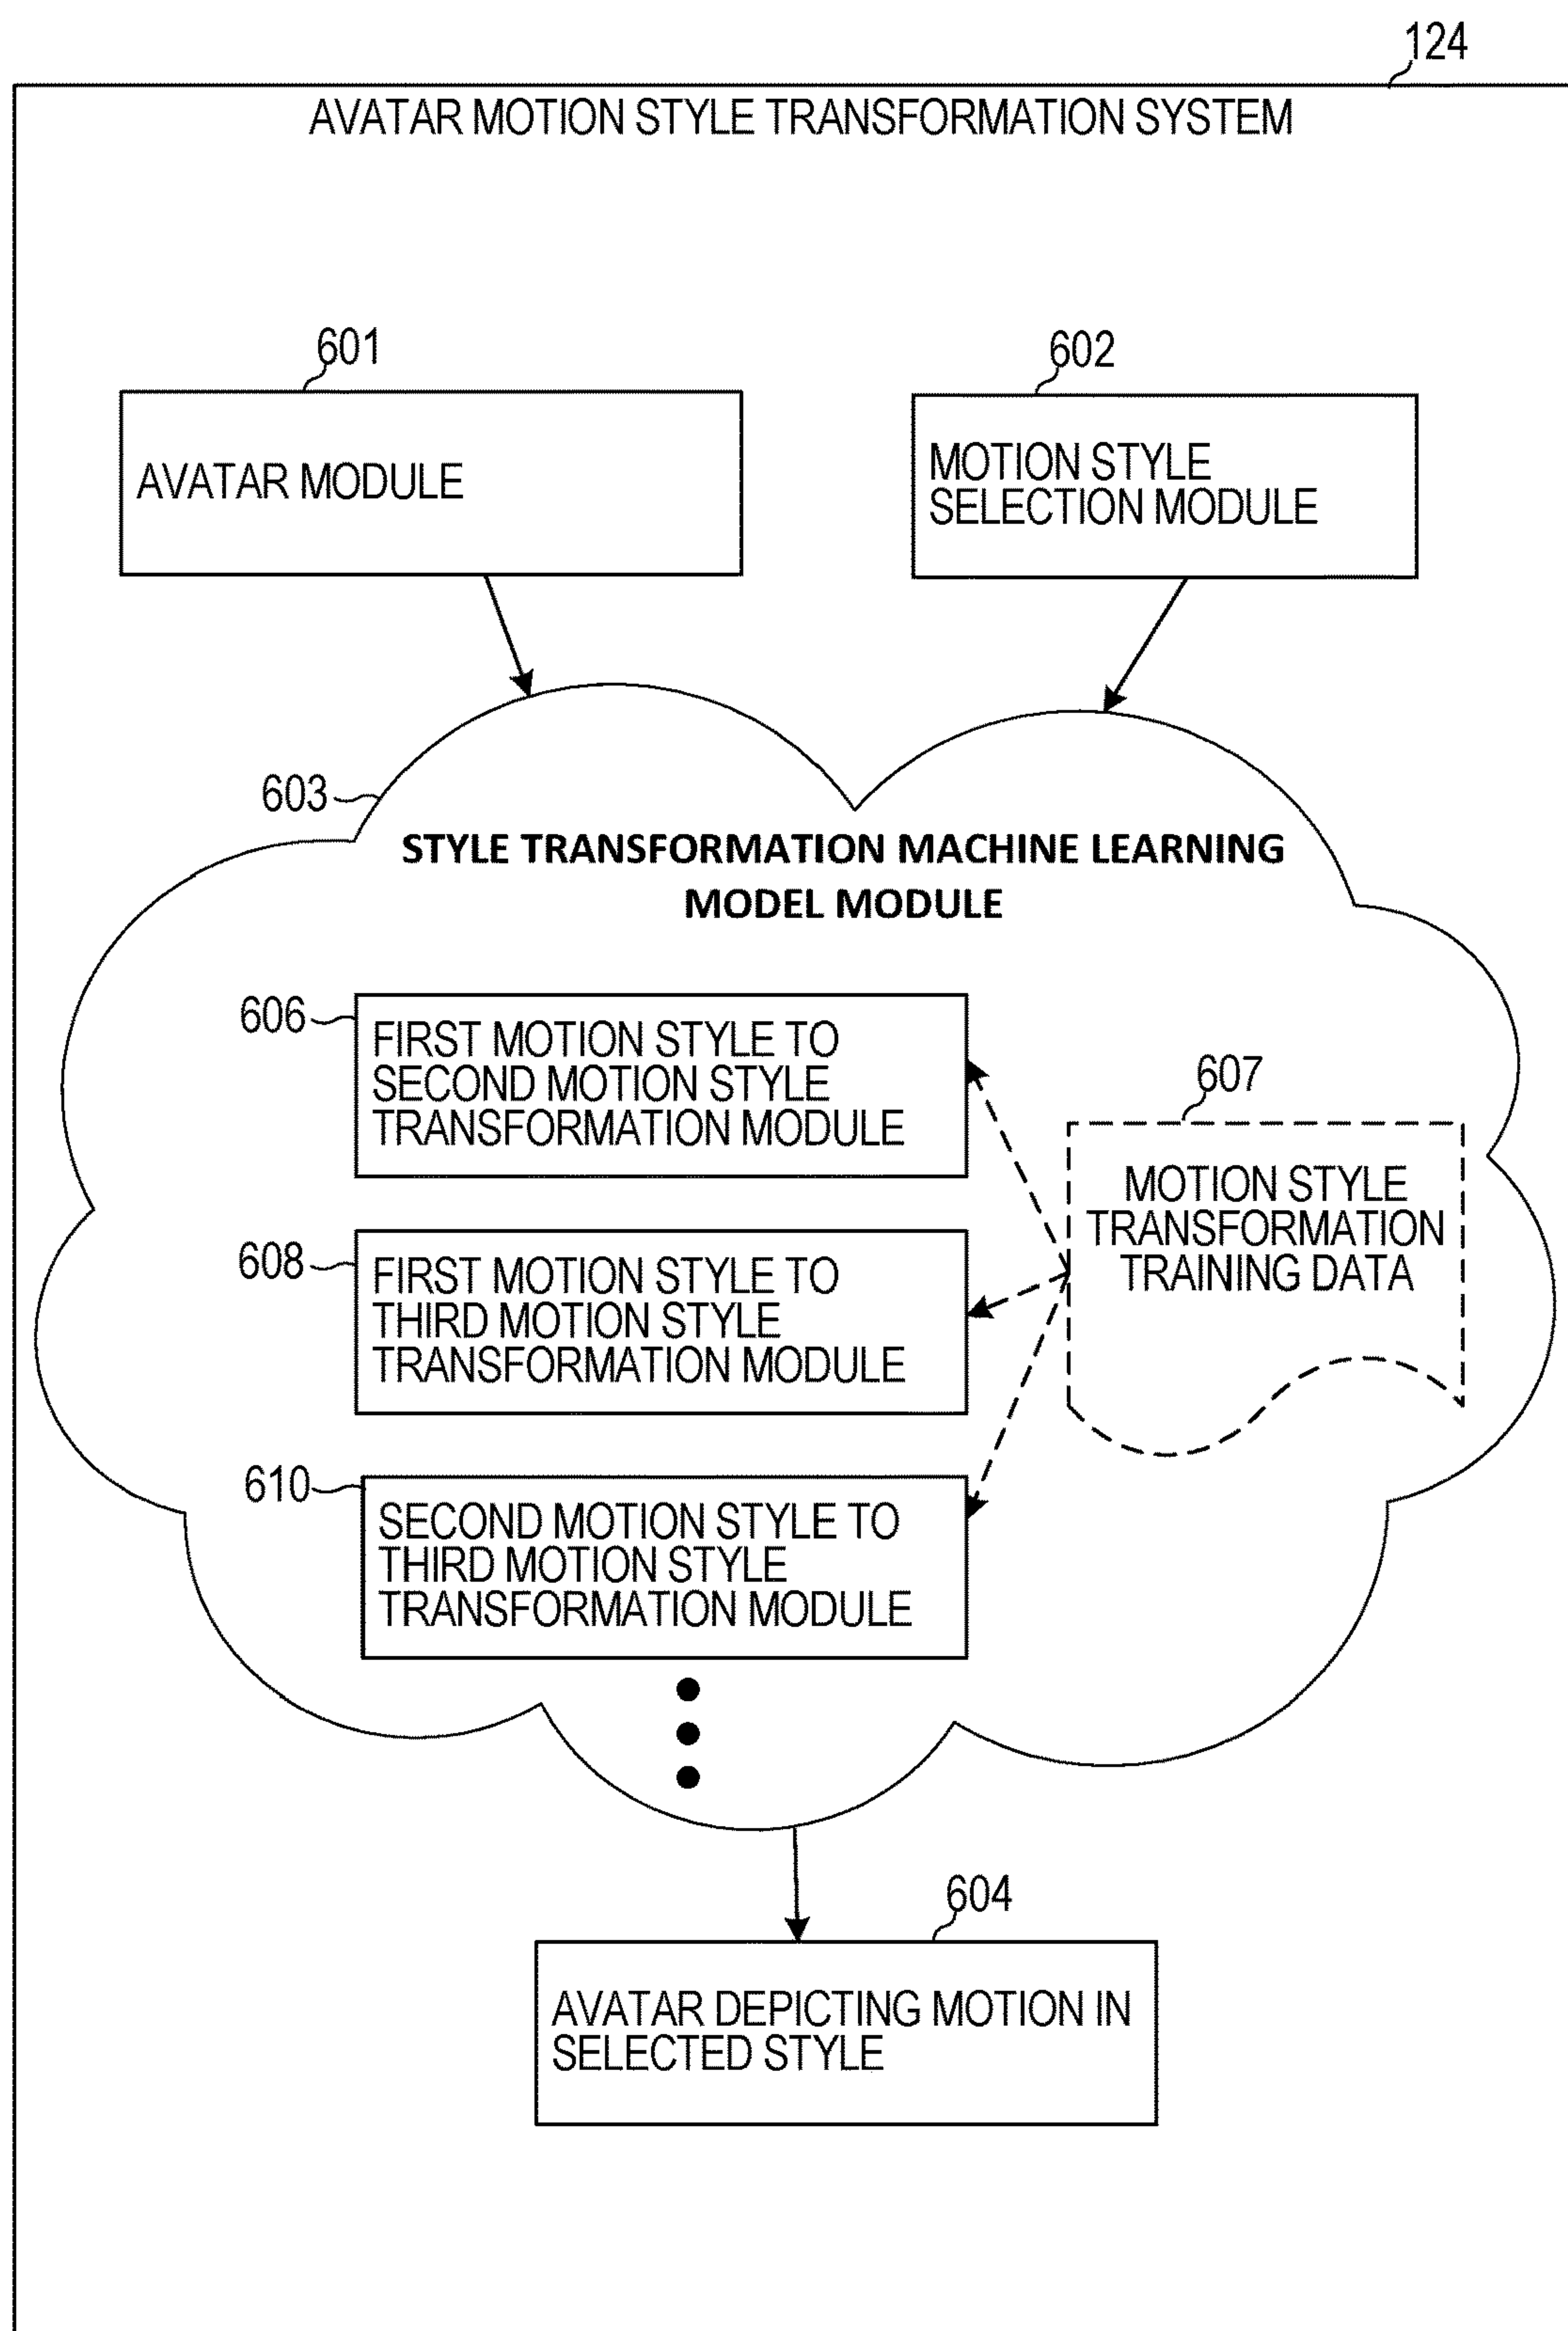 124
AVATAR MOTION STYLE TRANSFORMATION SYSTEM
601
AVATAR MODULE
602
MOTION STYLE
SELECTION MODULE
603
STYLE TRANSFORMATION MACHINE LEARNING
MODEL MODULE
606
FIRST MOTION STYLE TO
SECOND MOTION STYLE
TRANSFORMATION MODULE
607
MOTION STYLE
TRANSFORMATION
TRAINING DATA
608
FIRST MOTION STYLE TO
THIRD MOTION STYLE
TRANSFORMATION MODULE
610
SECOND MOTION STYLE TO
THIRD MOTION STYLE
TRANSFORMATION MODULE
604
AVATAR DEPICTING MOTION IN
SELECTED STYLE